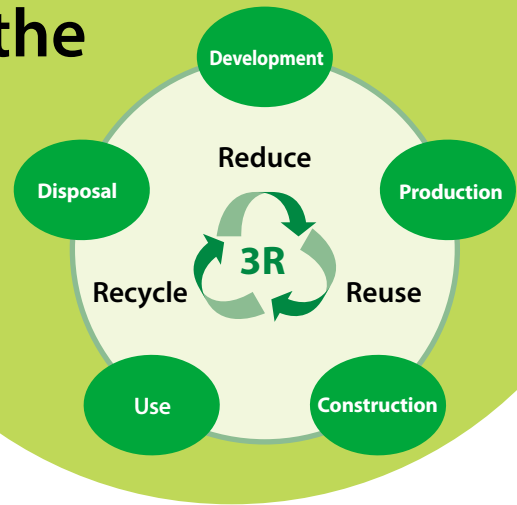 the
Development
Reduce
Disposal
Production
3R
Recycle
Reuse
Use
Construction